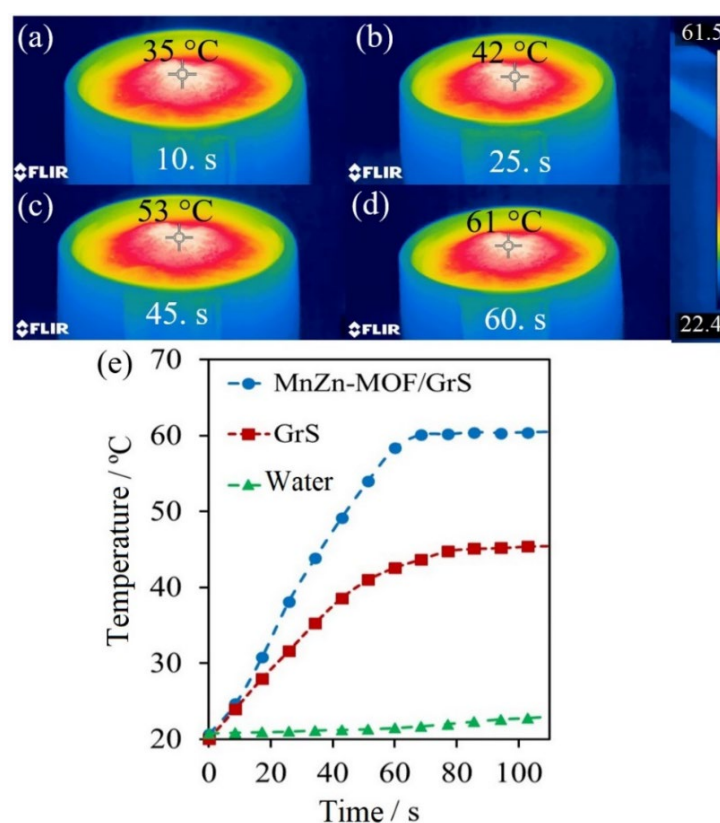 (a)
35 °C
10. s
FLIR
(b)
42 °C
25. s
FLIR
61.5
(c)
53 °C
45. s
FLIR
(d)
61 °C
60. s
FLIR
22.4
(e)
70
60
50
40
30
20
Temperature / ºC
MnZn-MOF/GrS
GrS
Water
0 20 40 60 80 100
Time / s